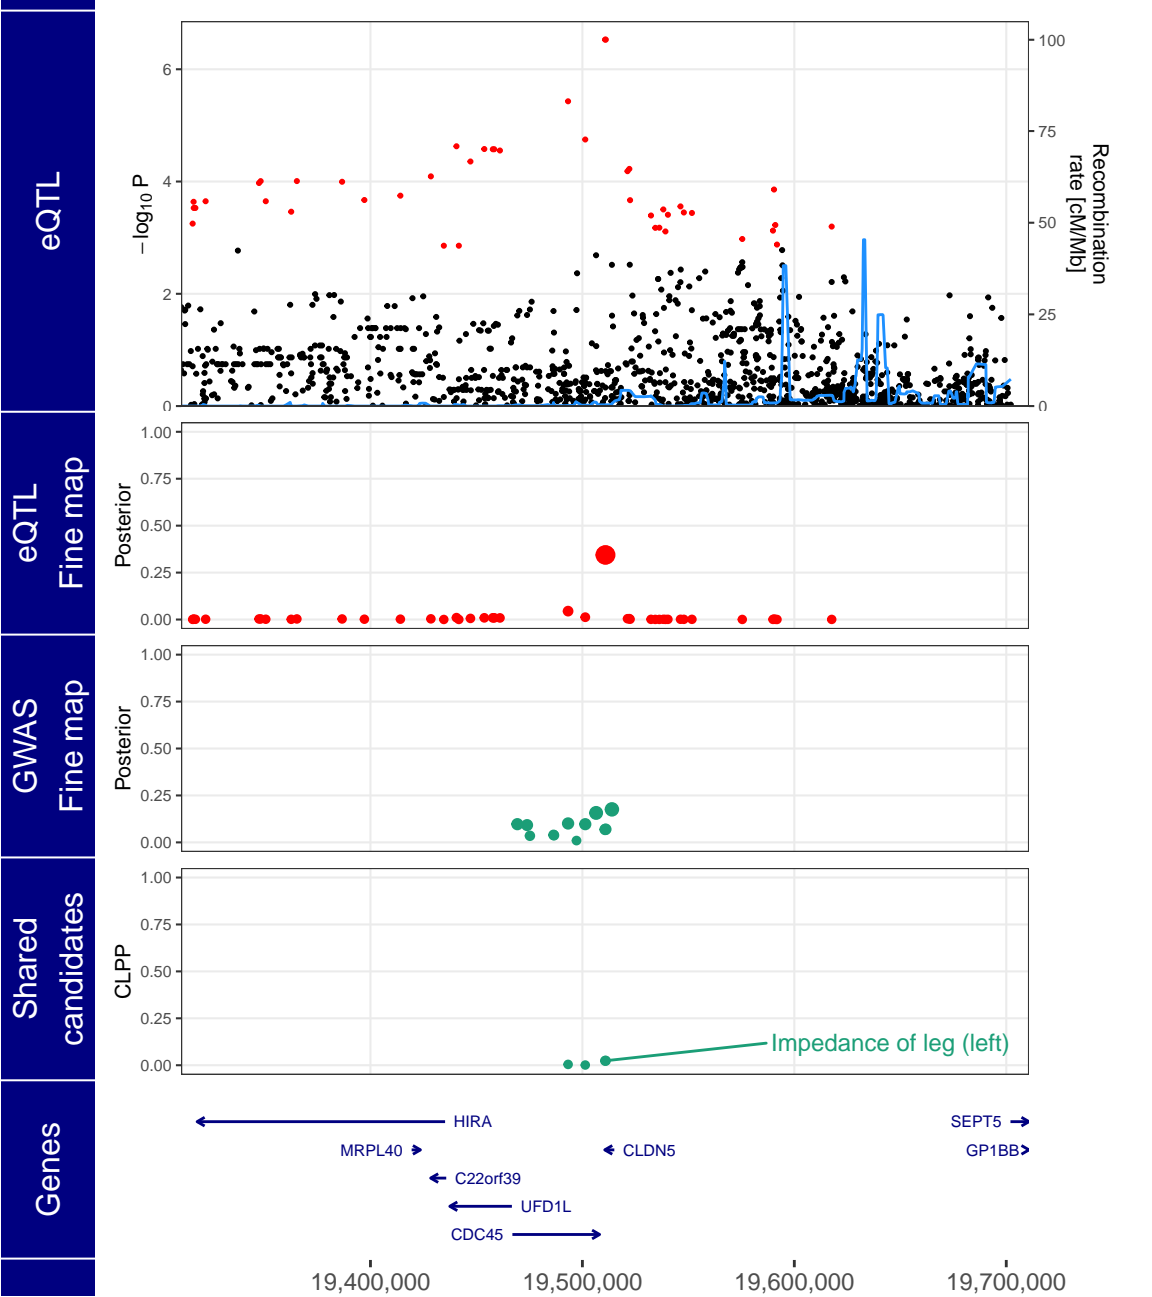 eQTL
−log10 P
6
4
2
0
100
75
50
25
0
Recombination
rate [cM/Mb]
eQTL
Fine map
Posterior
1.00
0.75
0.50
0.25
0.00
GWAS
Fine map
Posterior
1.00
0.75
0.50
0.25
0.00
Shared
candidates
CLPP
1.00
0.75
0.50
0.25
0.00
Impedance of leg (left)
Genes
HIRA
SEPT5
MRPL40
CLDN5
GP1BB
C22orf39
UFD1L
CDC45
19,400,000
19,500,000
19,600,000
19,700,000